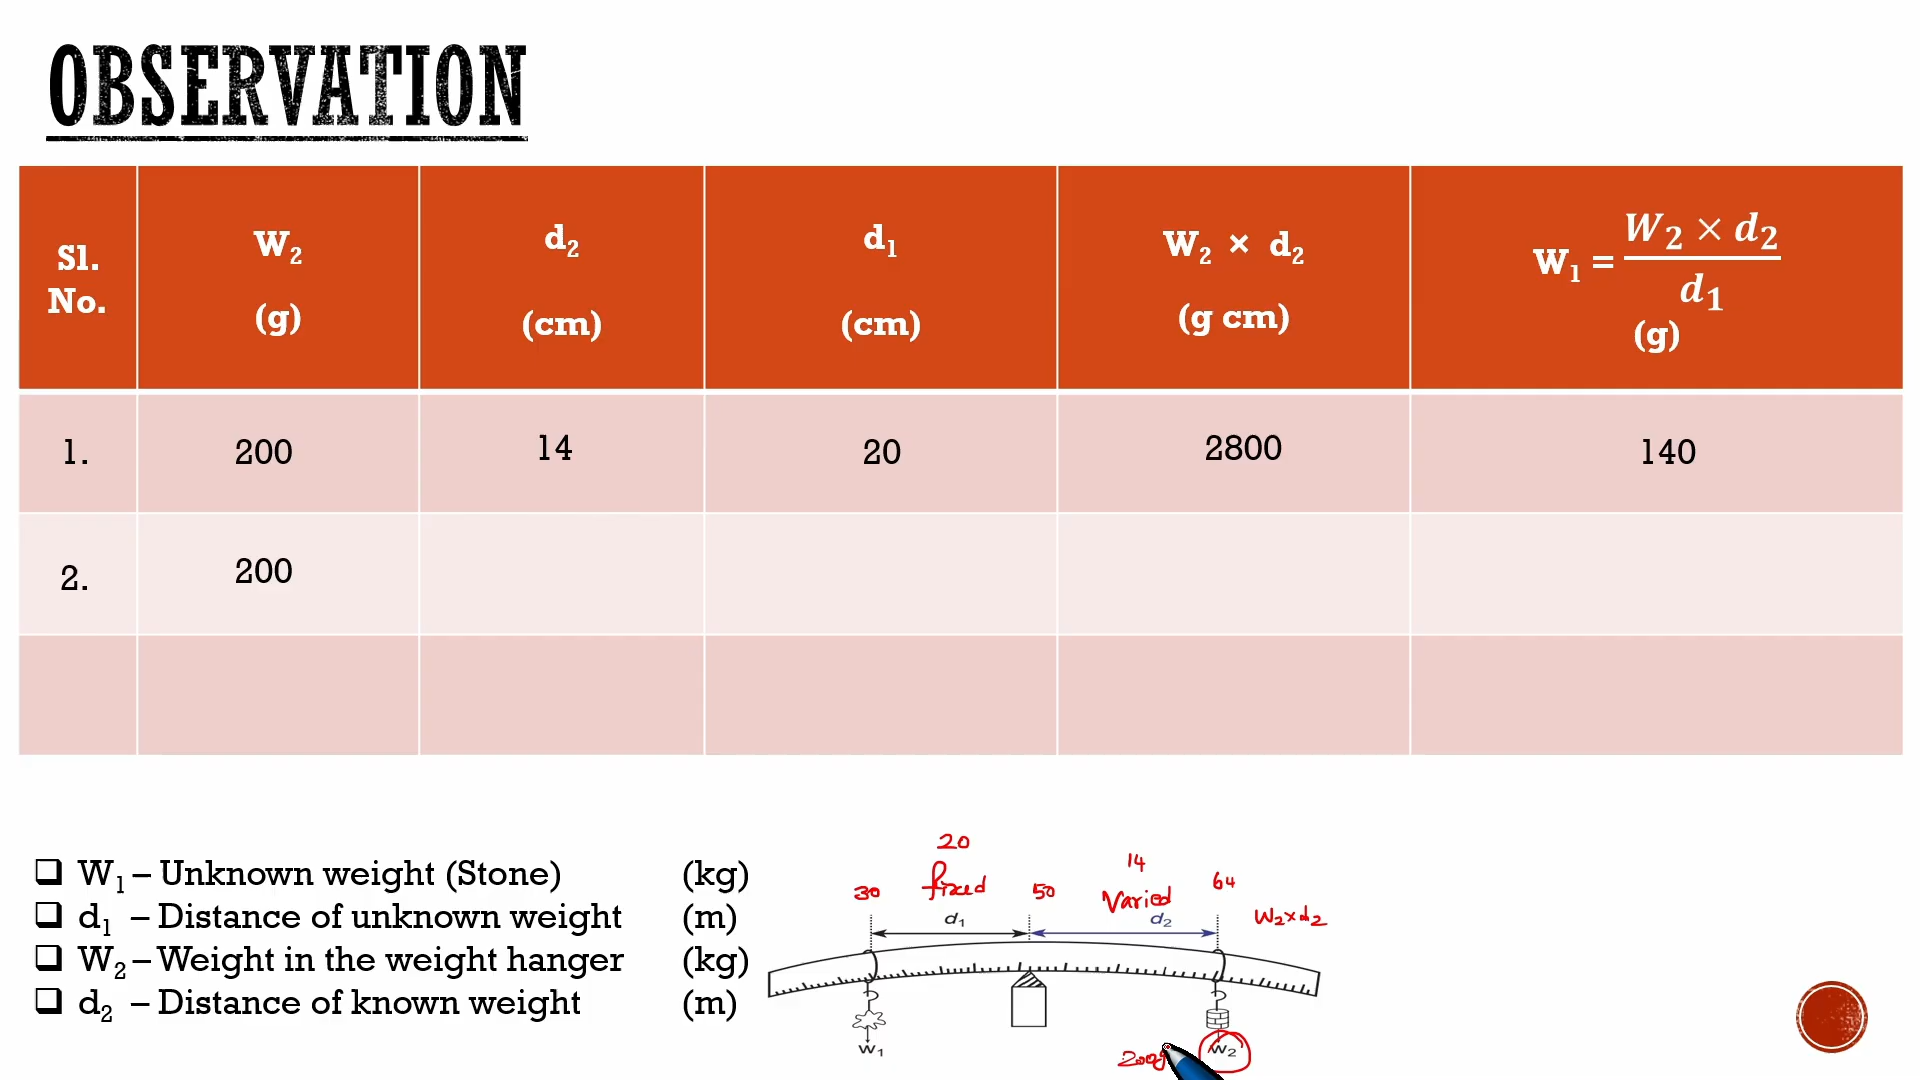 OBSERVATION
Sl. No. | W₂ (g) | d₂ (cm) | d₁ (cm) | W₂ × d₂ (g cm) | W₁ = W₂ × d₂ / d₁ (g)
1. | 200 | 14 | 20 | 2800 | 140
2. | 200
❑ W₁ – Unknown weight (Stone) (kg)
❑ d₁ – Distance of unknown weight (m)
❑ W₂ – Weight in the weight hanger (kg)
❑ d₂ – Distance of known weight (m)
20
14
30 fixed 50 Varied 64
d₁ d₂ W₂×d₂
W₁ 200g W₂